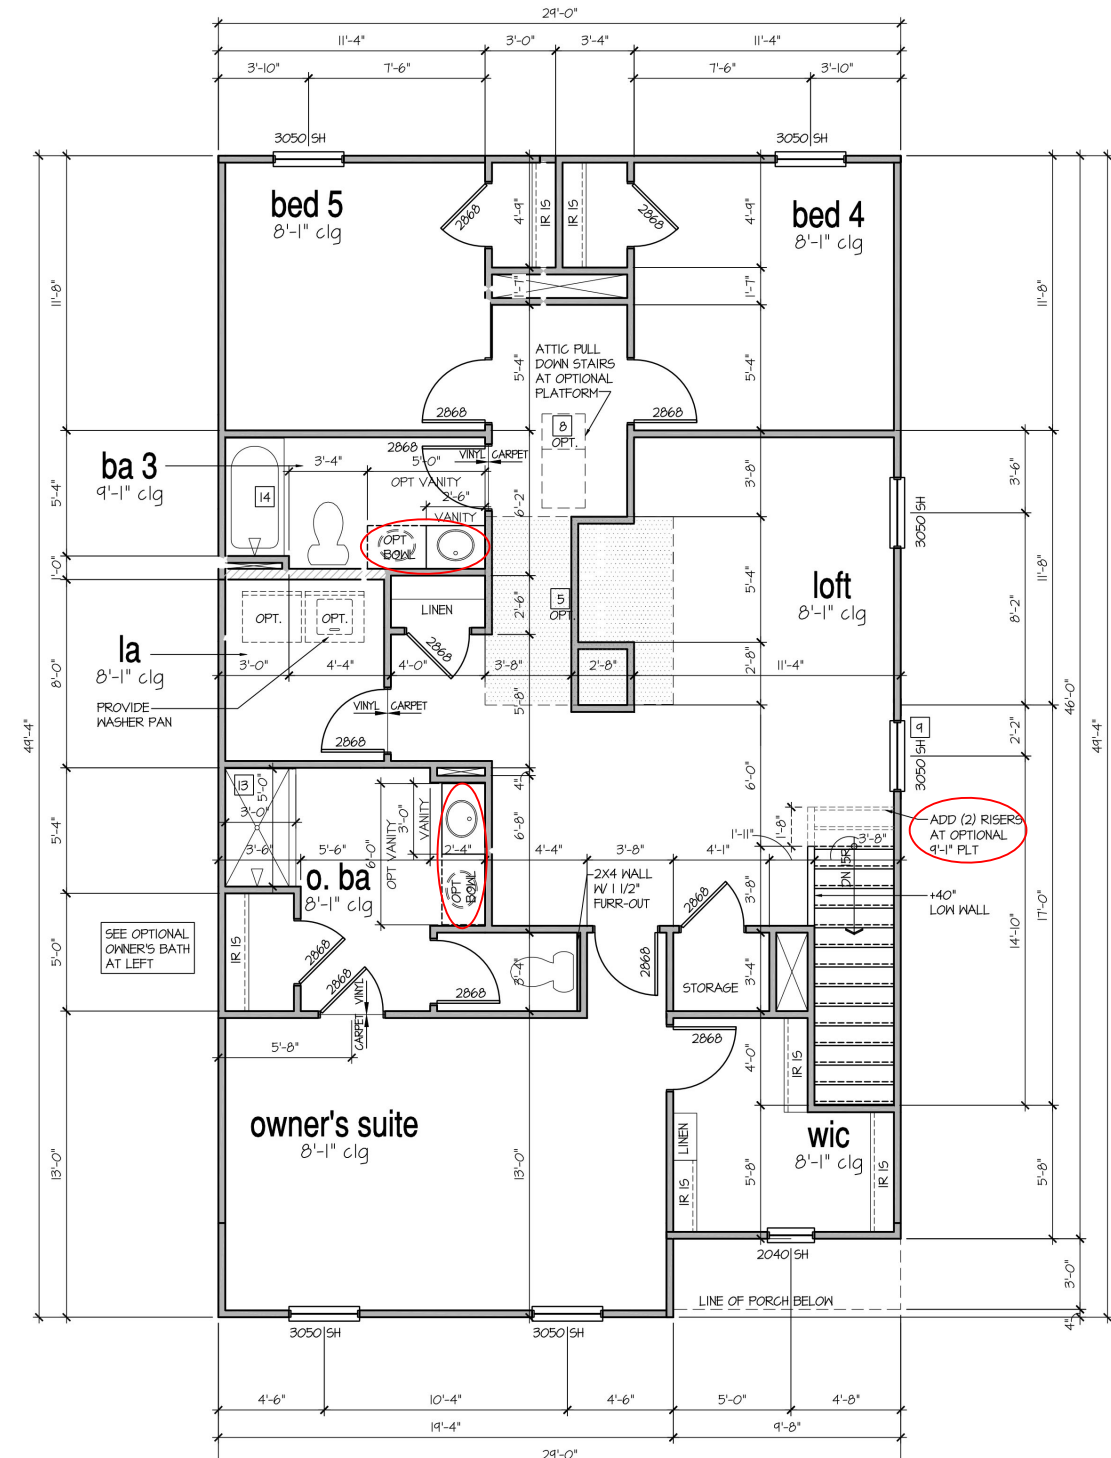 29'-0"
11'-4" 3'-0" 3'-4" 11'-4"
3'-10" 7'-6" 7'-6" 3'-10"
3050 SH 3050 SH
bed 5
8'-1" clg
bed 4
8'-1" clg
2868 2868
4'-9" 4'-9"
1R 1S 1R 1S
1'-7" 1'-7"
11'-8" 11'-8"
5'-4" 5'-4"
ATTIC PULL
DOWN STAIRS
AT OPTIONAL
PLATFORM
8
OPT.
2868 2868
2868
VINYL CARPET
ba 3
9'-1" clg
3'-4" 5'-0"
OPT VANITY
2'-6"
VANITY
14
OPT
BOWL
5'-4"
1'-0"
6'-2"
3'-8"
3'-6"
3050 SH
5'-4"
11'-8"
8'-2"
loft
8'-1" clg
OPT. OPT.
LINEN
2'-6"
5
OPT.
2868
la
8'-1" clg
3'-0" 4'-4" 4'-0" 3'-8" 2'-8" 11'-4"
8'-0"
2'-8"
5'-8"
PROVIDE
WASHER PAN
VINYL CARPET
2868
9
3050 SH
2'-2"
46'-0"
49'-4" 49'-4"
6'-0"
4"
13
5'-0"
3'-0"
3'-0"
VANITY
6'-0"
OPT VANITY
5'-4"
6'-8"
1'-11"
1'-8"
ADD (2) RISERS
AT OPTIONAL
9'-1" PLT
3'-6" 5'-6" 2'-4" 4'-4" 3'-8" 4'-1" 3'-8"
o. ba
8'-1" clg
OPT
BOWL
2X4 WALL
W/ 1 1/2"
FURR-OUT
3'-8"
DN 15R
+40"
LOW WALL
14'-10"
17'-0"
SEE OPTIONAL
OWNER'S BATH
AT LEFT
5'-0"
1R 1S
2868
2868
2868
2868
2868
3'-4"
3'-4"
STORAGE
VINYL
CARPET
5'-8"
2868
4'-0"
1R 1S
owner's suite
8'-1" clg
wic
8'-1" clg
LINEN
1R 1S
1R 1S
13'-0"
13'-0"
5'-8"
5'-8"
2040 SH
3'-0"
4"
LINE OF PORCH BELOW
3050 SH 3050 SH
4'-6" 10'-4" 4'-6" 5'-0" 4'-8"
19'-4" 9'-8"
29'-0"